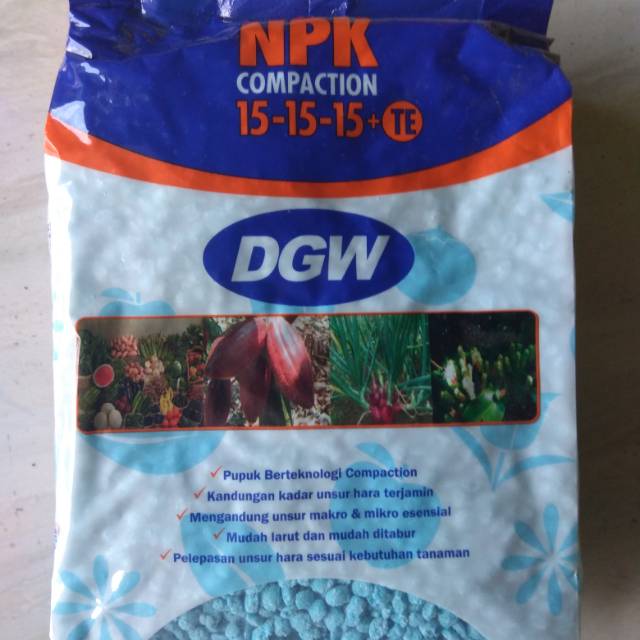 NPK
COMPACTION
15-15-15+TE
DGW
Pupuk Berteknologi Compaction
Kandungan kadar unsur hara terjamin
Mengandung unsur makro & mikro esensial
Mudah larut dan mudah ditabur
Pelepasan unsur hara sesuai kebutuhan tanaman